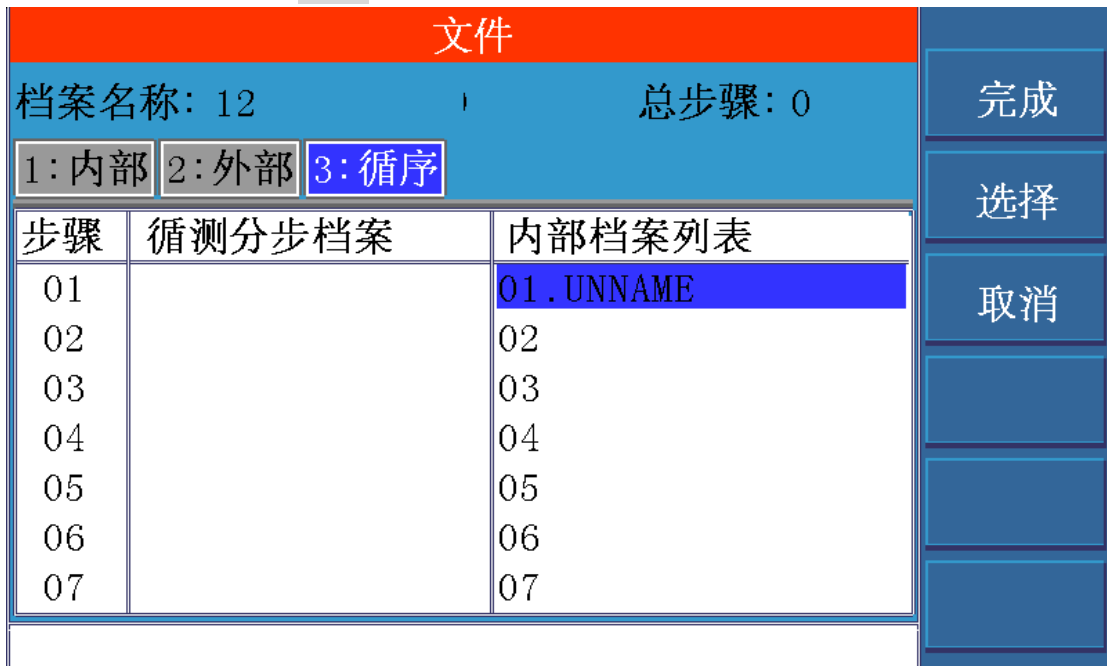 文件
档案名称: 12 总步骤: 0
1:内部 2:外部 3:循序
步骤 循测分步档案 内部档案列表
01 01.UNNAME
02 02
03 03
04 04
05 05
06 06
07 07
完成
选择
取消